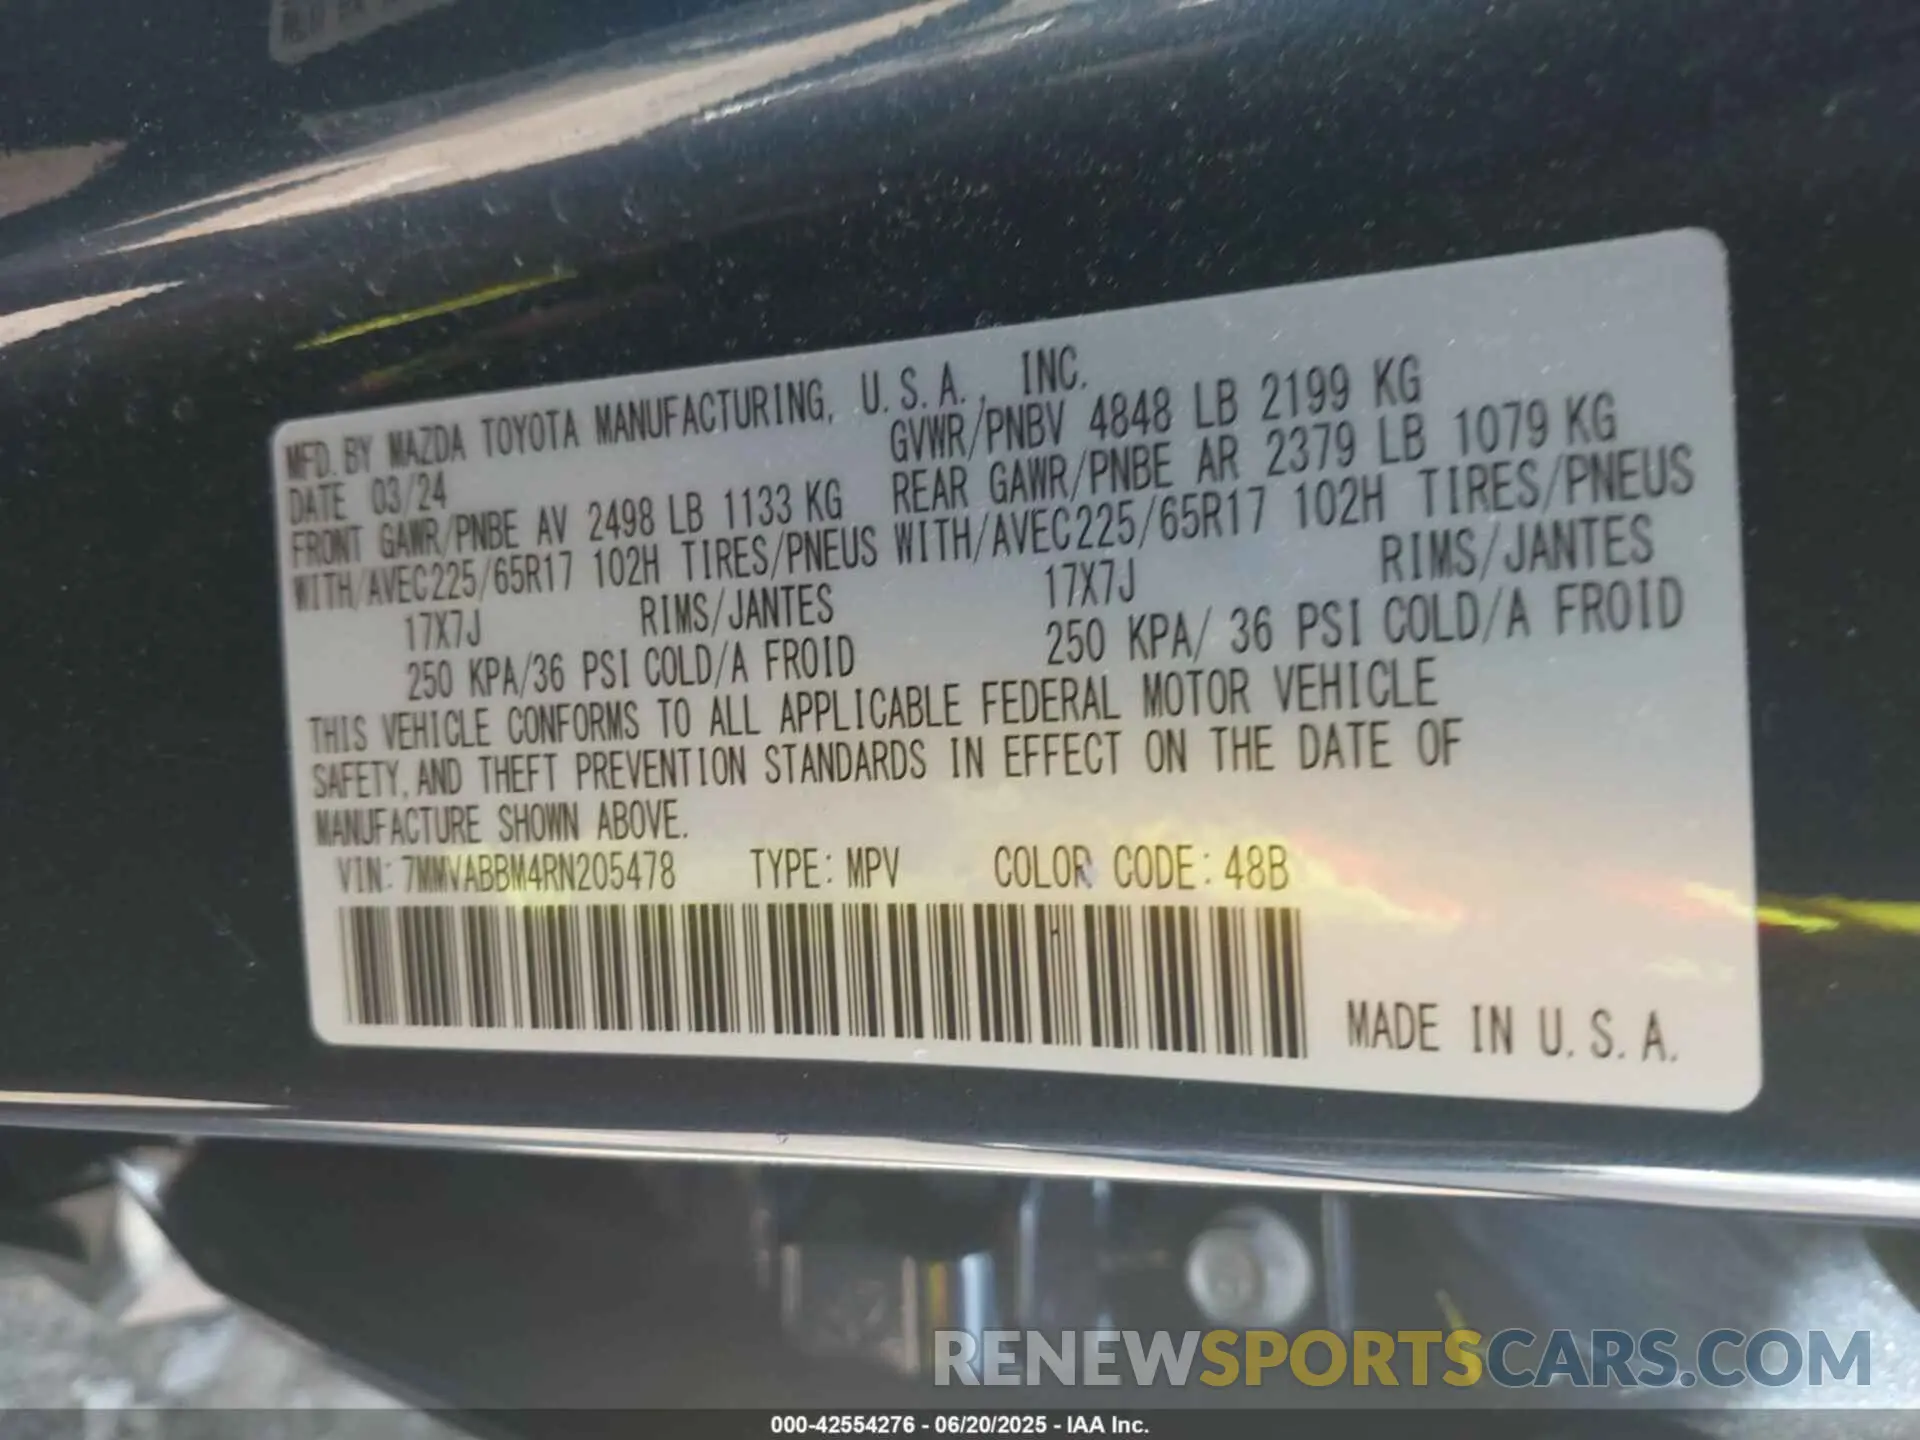 MFD. BY MAZDA TOYOTA MANUFACTURING, U.S.A., INC.
DATE 03/24 GVWR/PNBV 4848 LB 2199 KG
FRONT GAWR/PNBE AV 2498 LB 1133 KG REAR GAWR/PNBE AR 2379 LB 1079 KG
WITH/AVEC225/65R17 102H TIRES/PNEUS WITH/AVEC225/65R17 102H TIRES/PNEUS
17X7J RIMS/JANTES 17X7J RIMS/JANTES
250 KPA/36 PSI COLD/A FROID 250 KPA/ 36 PSI COLD/A FROID
THIS VEHICLE CONFORMS TO ALL APPLICABLE FEDERAL MOTOR VEHICLE
SAFETY, AND THEFT PREVENTION STANDARDS IN EFFECT ON THE DATE OF
MANUFACTURE SHOWN ABOVE.
VIN: 7MMVABBM4RN205478 TYPE: MPV COLOR CODE: 48B
MADE IN U.S.A.
RENEWSPORTSCARS.COM
000-42554276 - 06/20/2025 - IAA Inc.